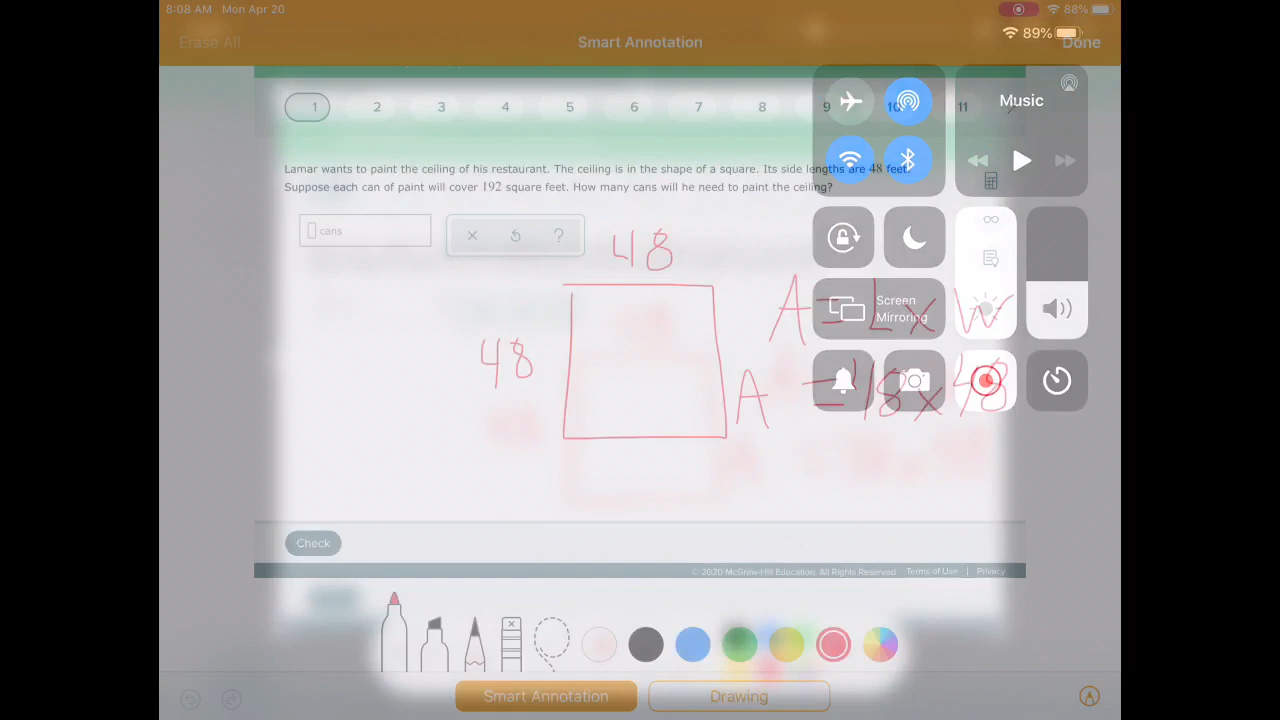 8:08 AM Mon Apr 20
88%
89%
Erase All
Smart Annotation
Done
1 2 3 4 5 6 7 8 9 10 11
Music
Lamar wants to paint the ceiling of his restaurant. The ceiling is in the shape of a square. Its side lengths are 48 feet.
Suppose each can of paint will cover 192 square feet. How many cans will he need to paint the ceiling?
cans
× ?
48
Screen
Mirroring
A = L x W
48
A = 48 x 48
Check
© 2020 McGraw-Hill Education. All Rights Reserved Terms of Use | Privacy
Smart Annotation
Drawing